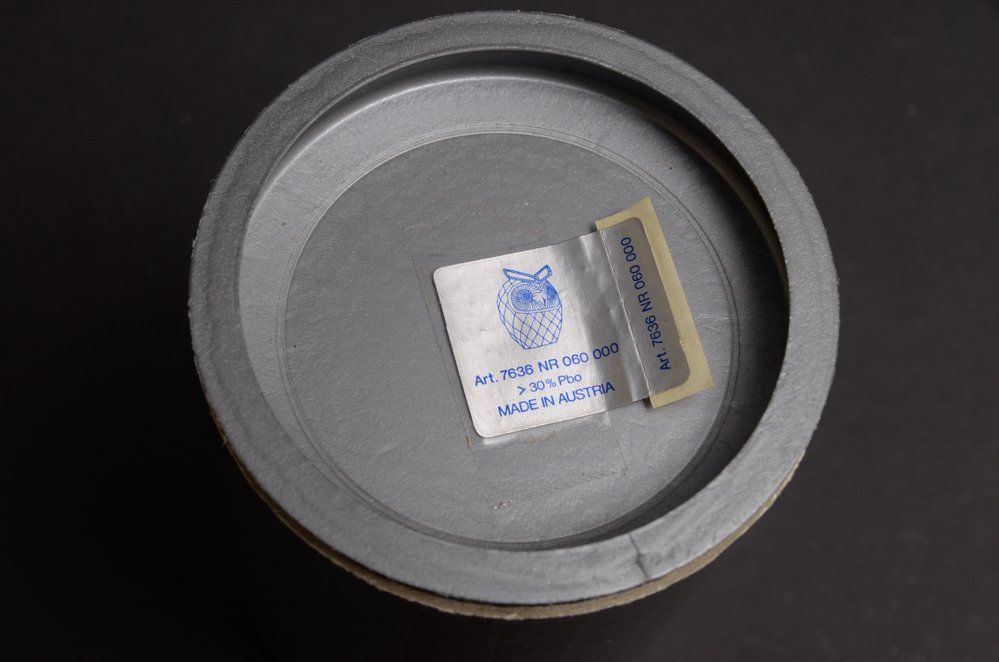 Art. 7636 NR 060 000
> 30% Pbo
MADE IN AUSTRIA
Art. 7636 NR 060 000